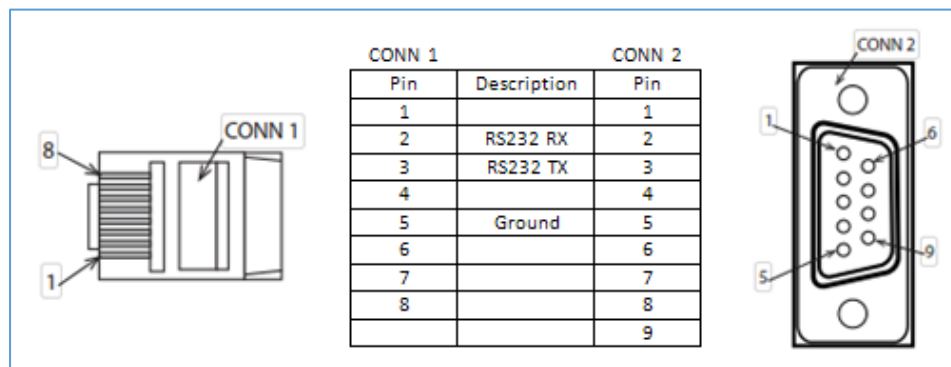 CONN 1 CONN 2
Pin Description Pin
1 1
2 RS232 RX 2
3 RS232 TX 3
4 4
5 Ground 5
6 6
7 7
8 8
9
8
CONN 1
1
CONN 2
1
6
5
9